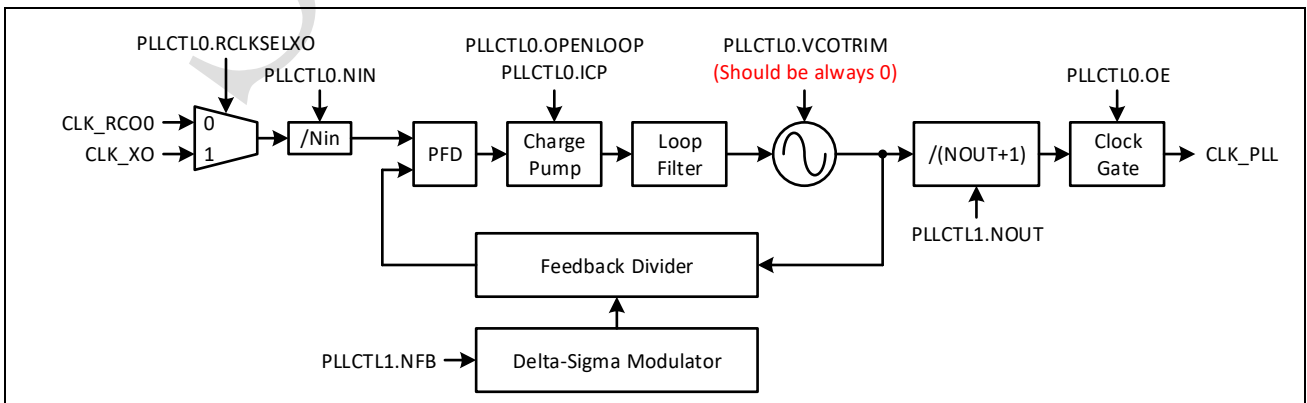 PLLCTL0.RCLKSELXO
PLLCTL0.NIN
PLLCTL0.OPENLOOP
PLLCTL0.ICP
PLLCTL0.VCOTRIM
(Should be always 0)
PLLCTL0.OE
CLK_RCO0
CLK_XO
0
1
/Nin
PFD
Charge
Pump
Loop
Filter
/(NOUT+1)
Clock
Gate
CLK_PLL
PLLCTL1.NOUT
Feedback Divider
PLLCTL1.NFB
Delta-Sigma Modulator